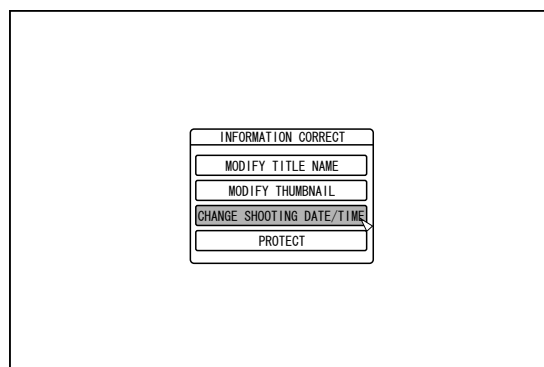 INFORMATION CORRECT
MODIFY TITLE NAME
MODIFY THUMBNAIL
CHANGE SHOOTING DATE/TIME
PROTECT